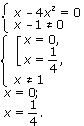 { x − 4x² = 0
{ x − 1 ≠ 0
{ [ x = 0,
x = 1/4,
x ≠ 1
x = 0;
x = 1/4.